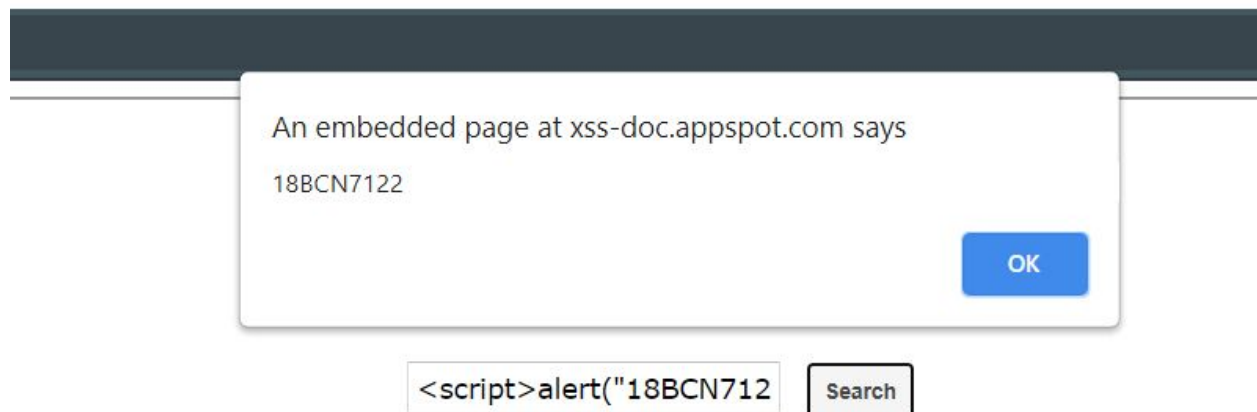 An embedded page at xss-doc.appspot.com says
18BCN7122
OK
<script>alert("18BCN712
Search